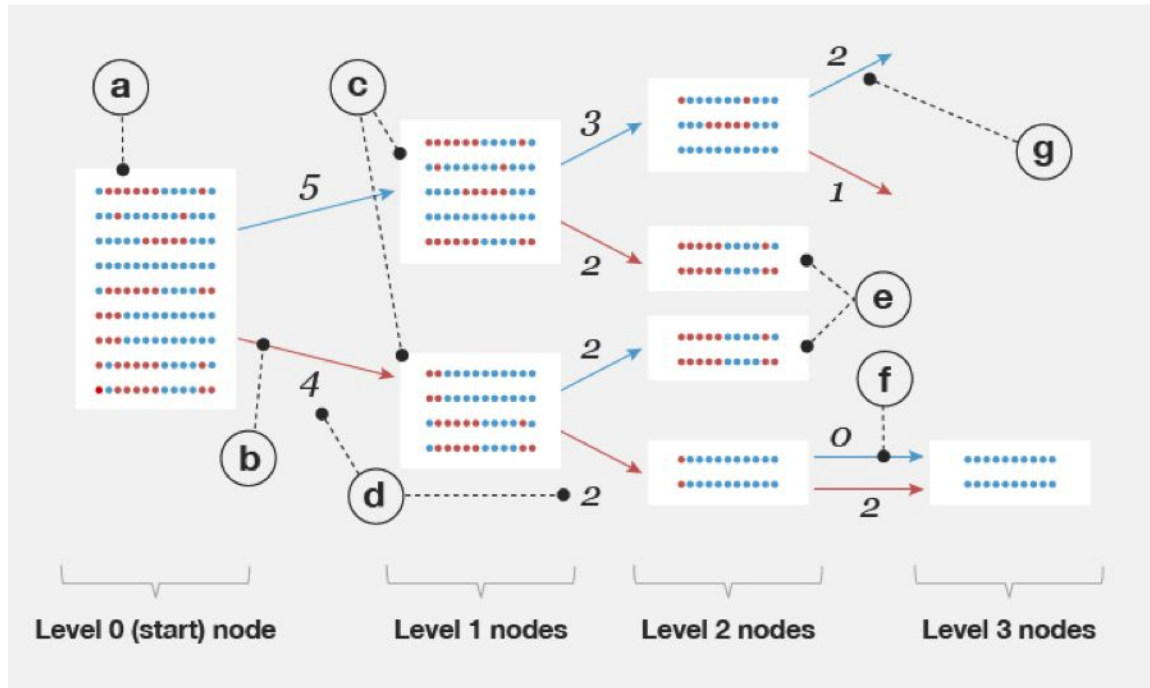 a
c
2
g
5
3
1
2
e
2
b
4
d
2
f
0
2
Level 0 (start) node
Level 1 nodes
Level 2 nodes
Level 3 nodes